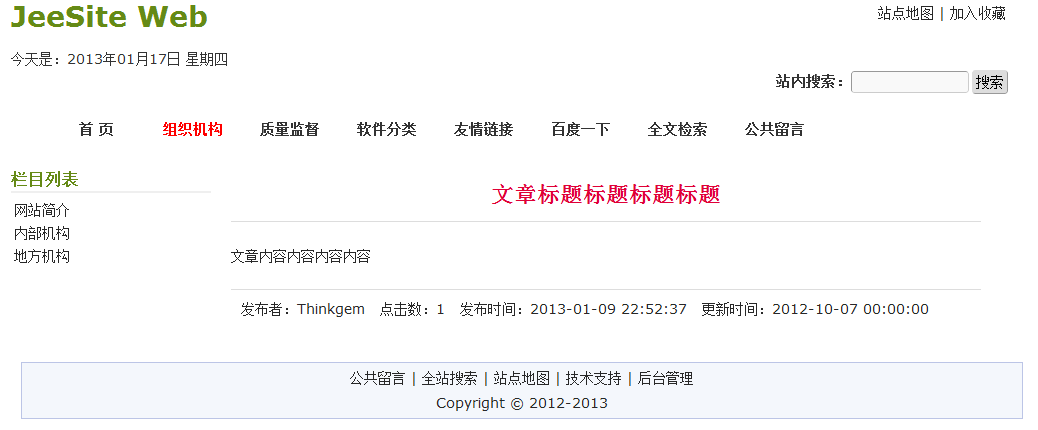 JeeSite Web
站点地图 | 加入收藏
今天是：2013年01月17日 星期四
站内搜索： 搜索
首 页 组织机构 质量监督 软件分类 友情链接 百度一下 全文检索 公共留言
栏目列表
网站简介
内部机构
地方机构
文章标题标题标题标题
文章内容内容内容内容
发布者：Thinkgem 点击数：1 发布时间：2013-01-09 22:52:37 更新时间：2012-10-07 00:00:00
公共留言 | 全站搜索 | 站点地图 | 技术支持 | 后台管理
Copyright © 2012-2013